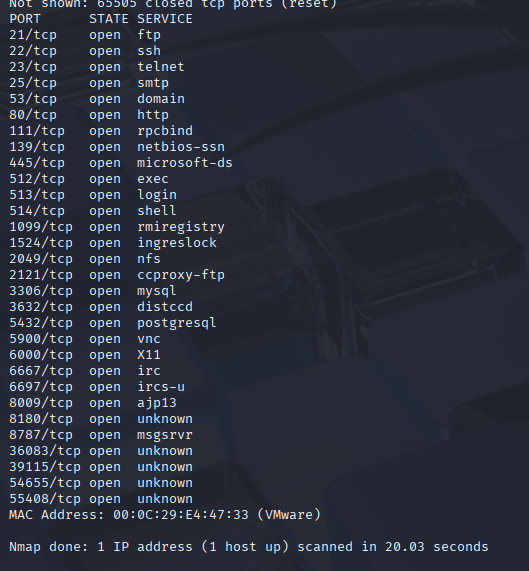 Not shown: 65505 closed tcp ports (reset)
PORT STATE SERVICE
21/tcp open ftp
22/tcp open ssh
23/tcp open telnet
25/tcp open smtp
53/tcp open domain
80/tcp open http
111/tcp open rpcbind
139/tcp open netbios-ssn
445/tcp open microsoft-ds
512/tcp open exec
513/tcp open login
514/tcp open shell
1099/tcp open rmiregistry
1524/tcp open ingreslock
2049/tcp open nfs
2121/tcp open ccproxy-ftp
3306/tcp open mysql
3632/tcp open distccd
5432/tcp open postgresql
5900/tcp open vnc
6000/tcp open X11
6667/tcp open irc
6697/tcp open ircs-u
8009/tcp open ajp13
8180/tcp open unknown
8787/tcp open msgsrvr
36083/tcp open unknown
39115/tcp open unknown
54655/tcp open unknown
55408/tcp open unknown
MAC Address: 00:0C:29:E4:47:33 (VMware)
Nmap done: 1 IP address (1 host up) scanned in 20.03 seconds